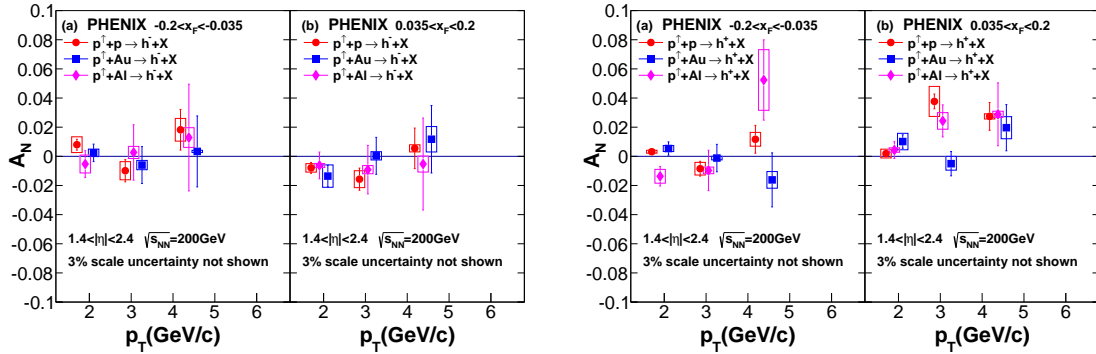 (a) PHENIX -0.2<x_F<-0.035
p↑+p → h⁻+X
p↑+Au → h⁻+X
p↑+Al → h⁻+X
1.4<|η|<2.4 √s_NN=200GeV
3% scale uncertainty not shown
(b) PHENIX 0.035<x_F<0.2
p↑+p → h⁻+X
p↑+Au → h⁻+X
p↑+Al → h⁻+X
1.4<|η|<2.4 √s_NN=200GeV
3% scale uncertainty not shown
A_N
0.1
0.08
0.06
0.04
0.02
0
-0.02
-0.04
-0.06
-0.08
-0.1
2 3 4 5 6
2 3 4 5 6
p_T(GeV/c)
p_T(GeV/c)
(a) PHENIX -0.2<x_F<-0.035
p↑+p → h⁺+X
p↑+Au → h⁺+X
p↑+Al → h⁺+X
1.4<|η|<2.4 √s_NN=200GeV
3% scale uncertainty not shown
(b) PHENIX 0.035<x_F<0.2
p↑+p → h⁺+X
p↑+Au → h⁺+X
p↑+Al → h⁺+X
1.4<|η|<2.4 √s_NN=200GeV
3% scale uncertainty not shown
A_N
0.1
0.08
0.06
0.04
0.02
0
-0.02
-0.04
-0.06
-0.08
-0.1
2 3 4 5 6
2 3 4 5 6
p_T(GeV/c)
p_T(GeV/c)